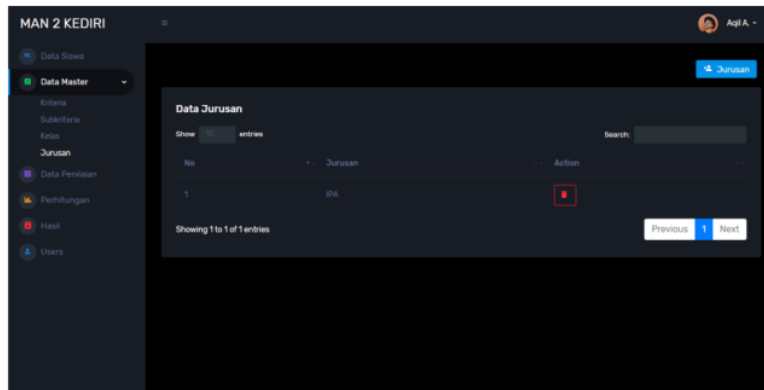 MAN 2 KEDIRI
Aqil A.
Data Siswa
Data Master
Kriteria
Subkriteria
Kelas
Jurusan
Data Penilaian
Perhitungan
Hasil
Users
Jurusan
Data Jurusan
Show 10 entries
Search:
No Jurusan Action
1 IPA
Showing 1 to 1 of 1 entries
Previous 1 Next